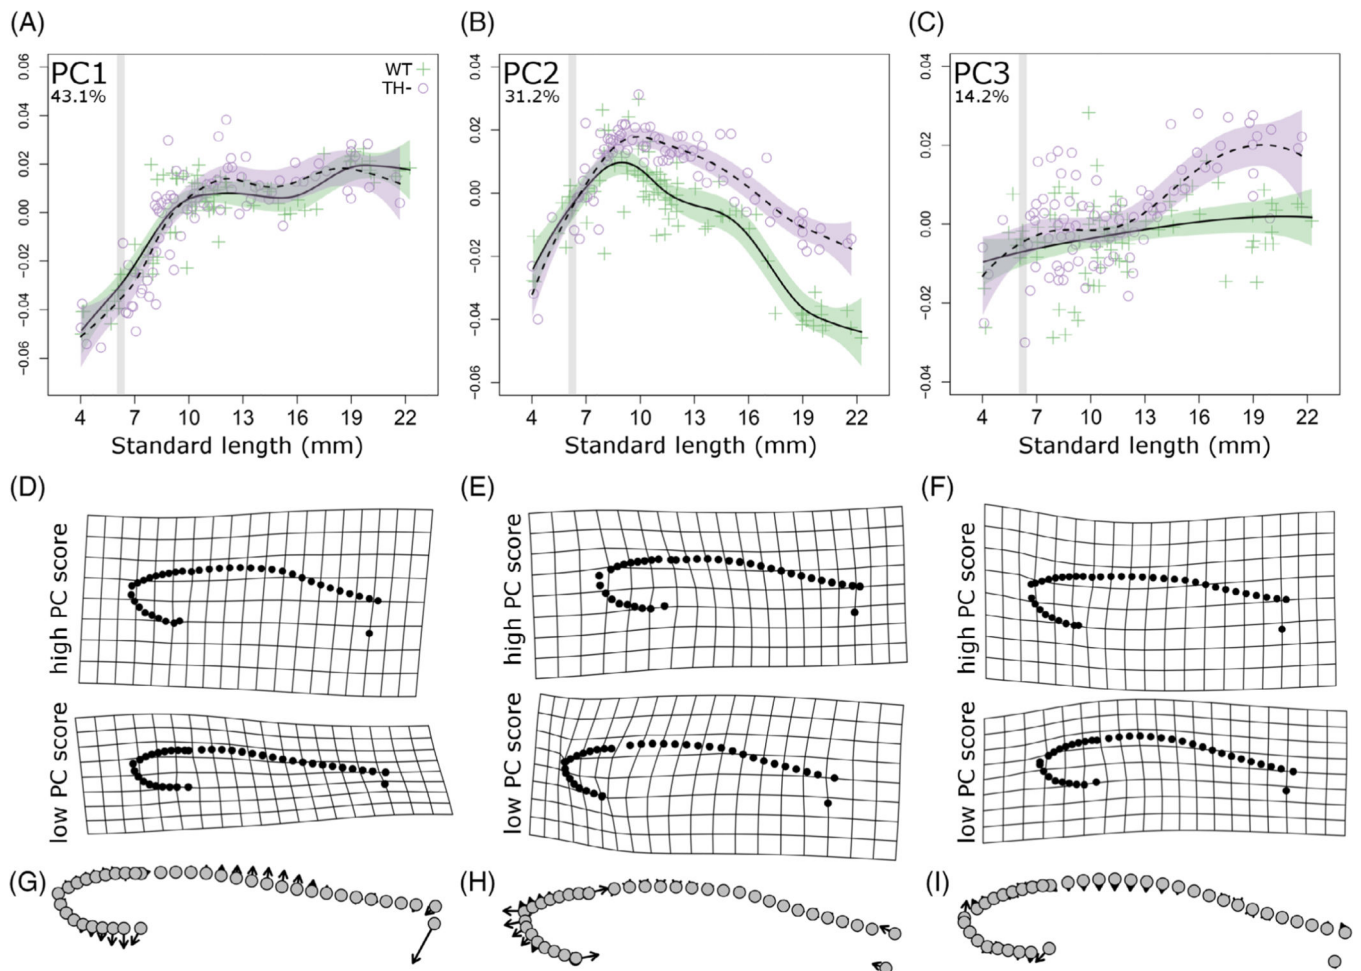 (A)
(B)
(C)
PC1
43.1%
WT
TH-
0.06
0.04
0.02
0.00
−0.02
−0.04
−0.06
4 7 10 13 16 19 22
Standard length (mm)
PC2
31.2%
0.04
0.02
0.00
−0.02
−0.04
−0.06
4 7 10 13 16 19 22
Standard length (mm)
PC3
14.2%
0.04
0.02
0.00
−0.02
−0.04
4 7 10 13 16 19 22
Standard length (mm)
(D)
(E)
(F)
high PC score
high PC score
high PC score
low PC score
low PC score
low PC score
(G)
(H)
(I)